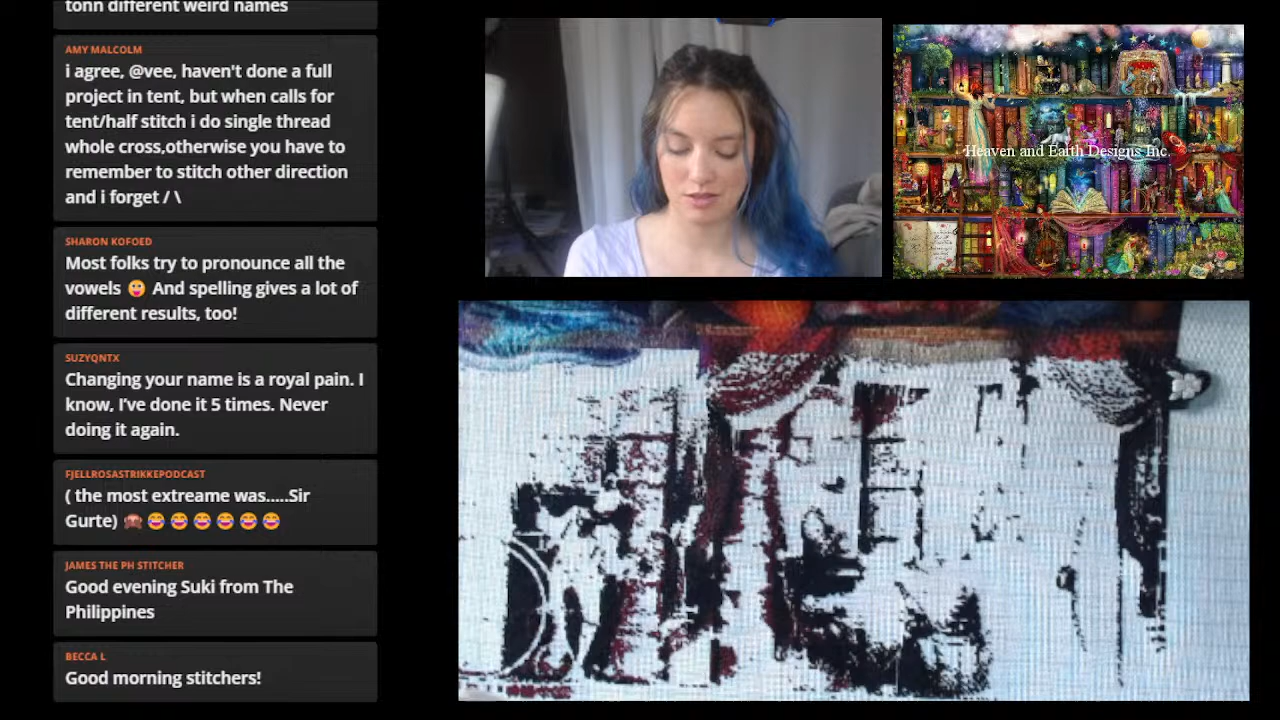 tonn different weird names
AMY MALCOLM
i agree, @vee, haven't done a full
project in tent, but when calls for
tent/half stitch i do single thread
whole cross,otherwise you have to
remember to stitch other direction
and i forget / \
SHARON KOFOED
Most folks try to pronounce all the
vowels 😛 And spelling gives a lot of
different results, too!
SUZYQNTX
Changing your name is a royal pain. I
know, I've done it 5 times. Never
doing it again.
FJELLROSASTRIKKEPODCAST
( the most extreame was.....Sir
Gurte) 🙈 😂 😂 😂 😂 😂 😂
JAMES THE PH STITCHER
Good evening Suki from The
Philippines
BECCA L
Good morning stitchers!
Heaven and Earth Designs Inc